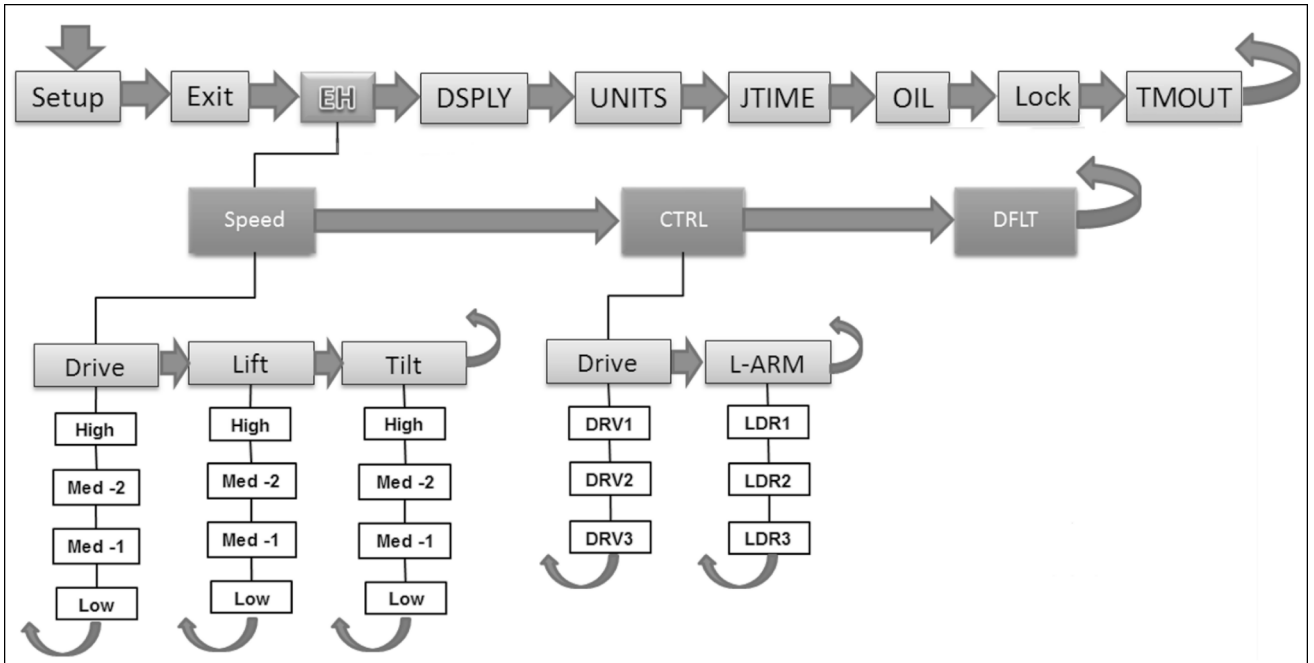 Setup Exit EH DSPLY UNITS JTIME OIL Lock TMOUT
Speed CTRL DFLT
Drive Lift Tilt Drive L-ARM
High High High DRV1 LDR1
Med -2 Med -2 Med -2 DRV2 LDR2
Med -1 Med -1 Med -1 DRV3 LDR3
Low Low Low